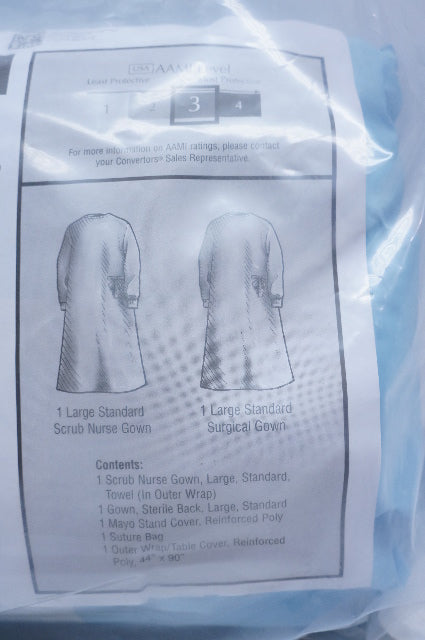 USA AAMI Level
Least Protective Most Protective
1 2 3 4
For more information on AAMI ratings, please contact
your Convertors® Sales Representative.
1 Large Standard
Scrub Nurse Gown
1 Large Standard
Surgical Gown
Contents:
1 Scrub Nurse Gown, Large, Standard,
Towel (In Outer Wrap)
1 Gown, Sterile Back, Large, Standard
1 Mayo Stand Cover, Reinforced Poly
1 Suture Bag
1 Outer Wrap/Table Cover, Reinforced
Poly, 44" x 90"